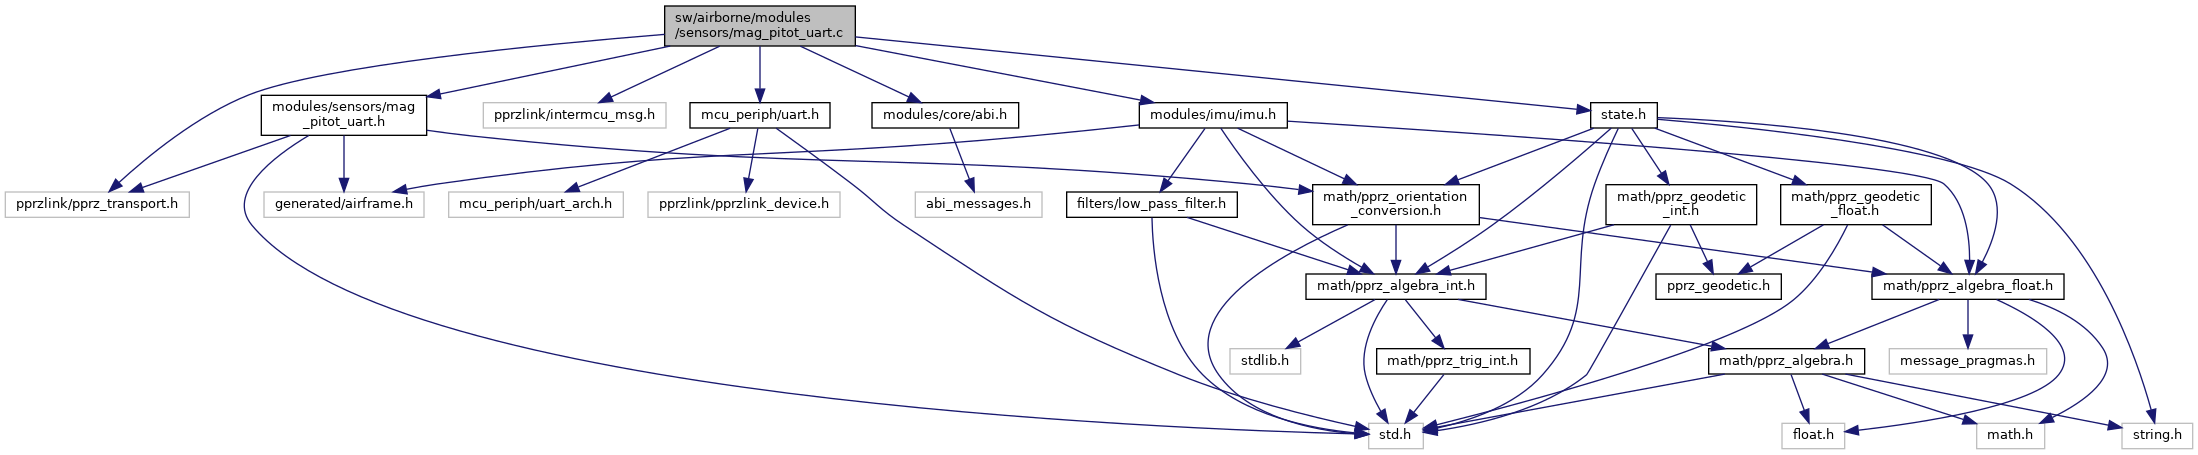 sw/airborne/modules
/sensors/mag_pitot_uart.c
modules/sensors/mag
_pitot_uart.h
pprzlink/intermcu_msg.h
mcu_periph/uart.h
modules/core/abi.h
modules/imu/imu.h
state.h
pprzlink/pprz_transport.h
generated/airframe.h
mcu_periph/uart_arch.h
pprzlink/pprzlink_device.h
abi_messages.h
filters/low_pass_filter.h
math/pprz_orientation
_conversion.h
math/pprz_geodetic
_int.h
math/pprz_geodetic
_float.h
math/pprz_algebra_int.h
pprz_geodetic.h
math/pprz_algebra_float.h
stdlib.h
math/pprz_trig_int.h
math/pprz_algebra.h
message_pragmas.h
std.h
float.h
math.h
string.h